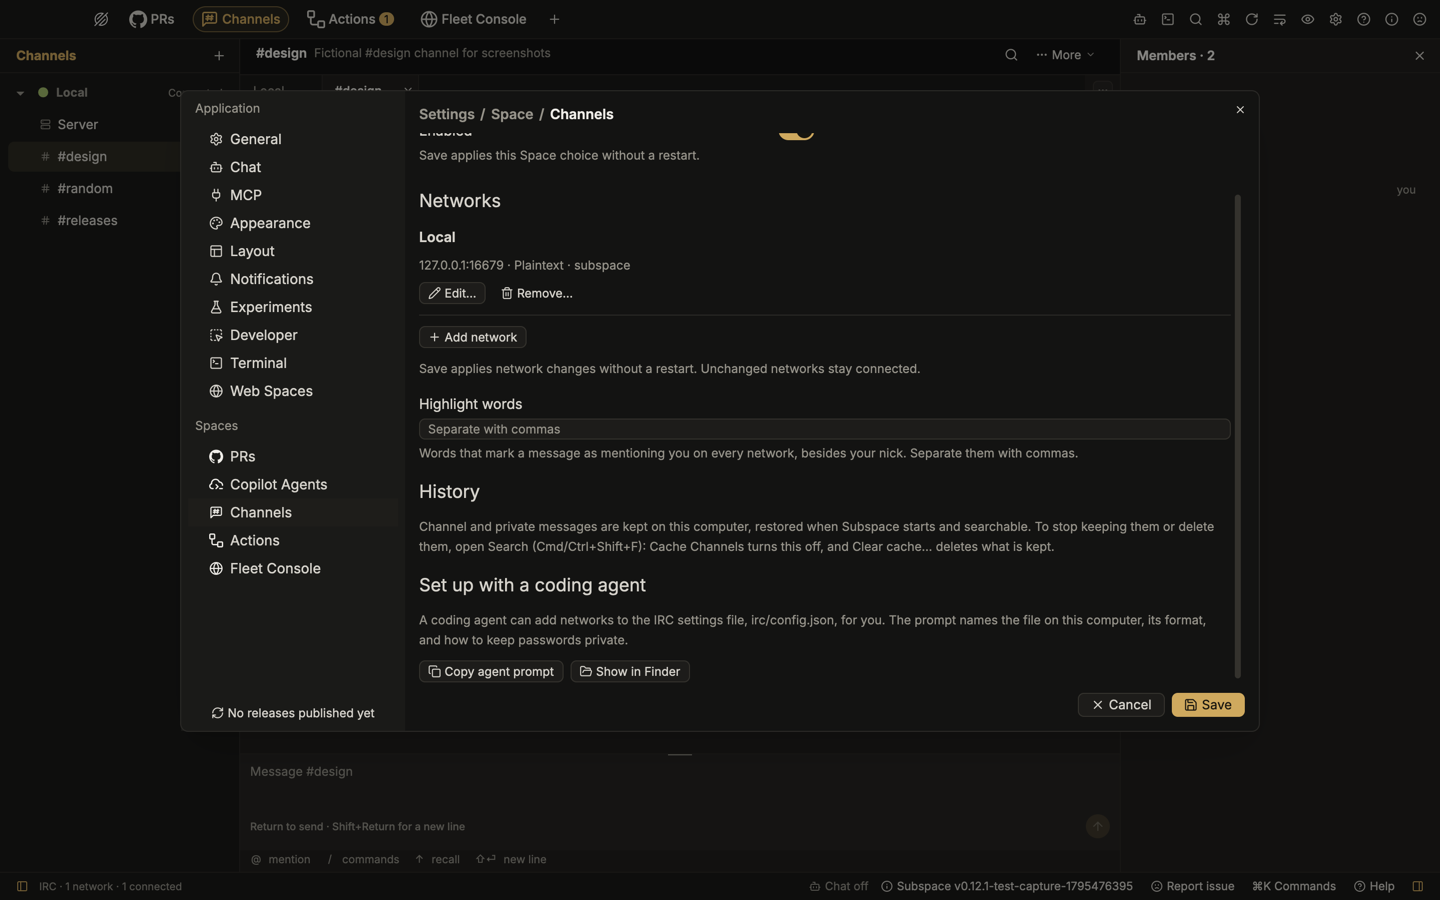 PRs
Channels
Actions 1
Fleet Console
Channels
#design Fictional #design channel for screenshots
More
Members · 2
Local
Server
#design
#random
#releases
you
Application
General
Chat
MCP
Appearance
Layout
Notifications
Experiments
Developer
Terminal
Web Spaces
Spaces
PRs
Copilot Agents
Channels
Actions
Fleet Console
No releases published yet
Settings / Space / Channels
Enabled
Save applies this Space choice without a restart.
Networks
Local
127.0.0.1:16679 · Plaintext · subspace
Edit...
Remove...
Add network
Save applies network changes without a restart. Unchanged networks stay connected.
Highlight words
Separate with commas
Words that mark a message as mentioning you on every network, besides your nick. Separate them with commas.
History
Channel and private messages are kept on this computer, restored when Subspace starts and searchable. To stop keeping them or delete
them, open Search (Cmd/Ctrl+Shift+F): Cache Channels turns this off, and Clear cache... deletes what is kept.
Set up with a coding agent
A coding agent can add networks to the IRC settings file, irc/config.json, for you. The prompt names the file on this computer, its format,
and how to keep passwords private.
Copy agent prompt
Show in Finder
Cancel
Save
Message #design
Return to send · Shift+Return for a new line
@ mention / commands ↑ recall ⇧⏎ new line
IRC · 1 network · 1 connected
Chat off
Subspace v0.12.1-test-capture-1795476395
Report issue
⌘K Commands
Help